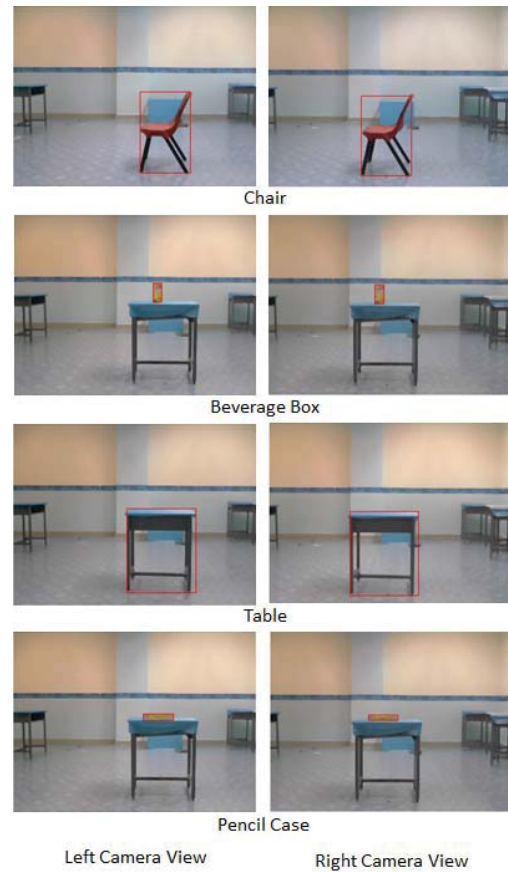 Chair
Beverage Box
Table
Pencil Case
Left Camera View
Right Camera View